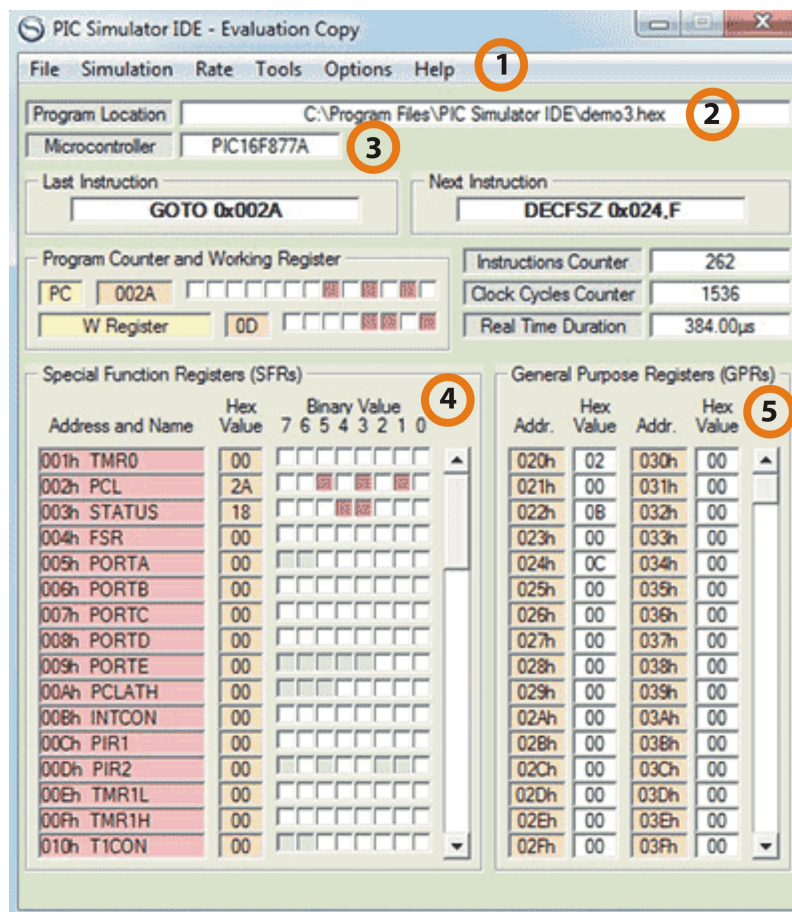 PIC Simulator IDE - Evaluation Copy
File Simulation Rate Tools Options Help 1
Program Location C:\Program Files\PIC Simulator IDE\demo3.hex 2
Microcontroller PIC16F877A 3
Last Instruction Next Instruction
GOTO 0x002A DECFSZ 0x024,F
Program Counter and Working Register Instructions Counter 262
PC 002A Clock Cycles Counter 1536
W Register 0D Real Time Duration 384.00µs
Special Function Registers (SFRs) General Purpose Registers (GPRs)
Hex Binary Value 4 Hex Hex 5
Address and Name Value 7 6 5 4 3 2 1 0 Addr. Value Addr. Value
001h TMR0 00 020h 02 030h 00
002h PCL 2A 021h 00 031h 00
003h STATUS 18 022h 0B 032h 00
004h FSR 00 023h 00 033h 00
005h PORTA 00 024h 0C 034h 00
006h PORTB 00 025h 00 035h 00
007h PORTC 00 026h 00 036h 00
008h PORTD 00 027h 00 037h 00
009h PORTE 00 028h 00 038h 00
00Ah PCLATH 00 029h 00 039h 00
00Bh INTCON 00 02Ah 00 03Ah 00
00Ch PIR1 00 02Bh 00 03Bh 00
00Dh PIR2 00 02Ch 00 03Ch 00
00Eh TMR1L 00 02Dh 00 03Dh 00
00Fh TMR1H 00 02Eh 00 03Eh 00
010h T1CON 00 02Fh 00 03Fh 00